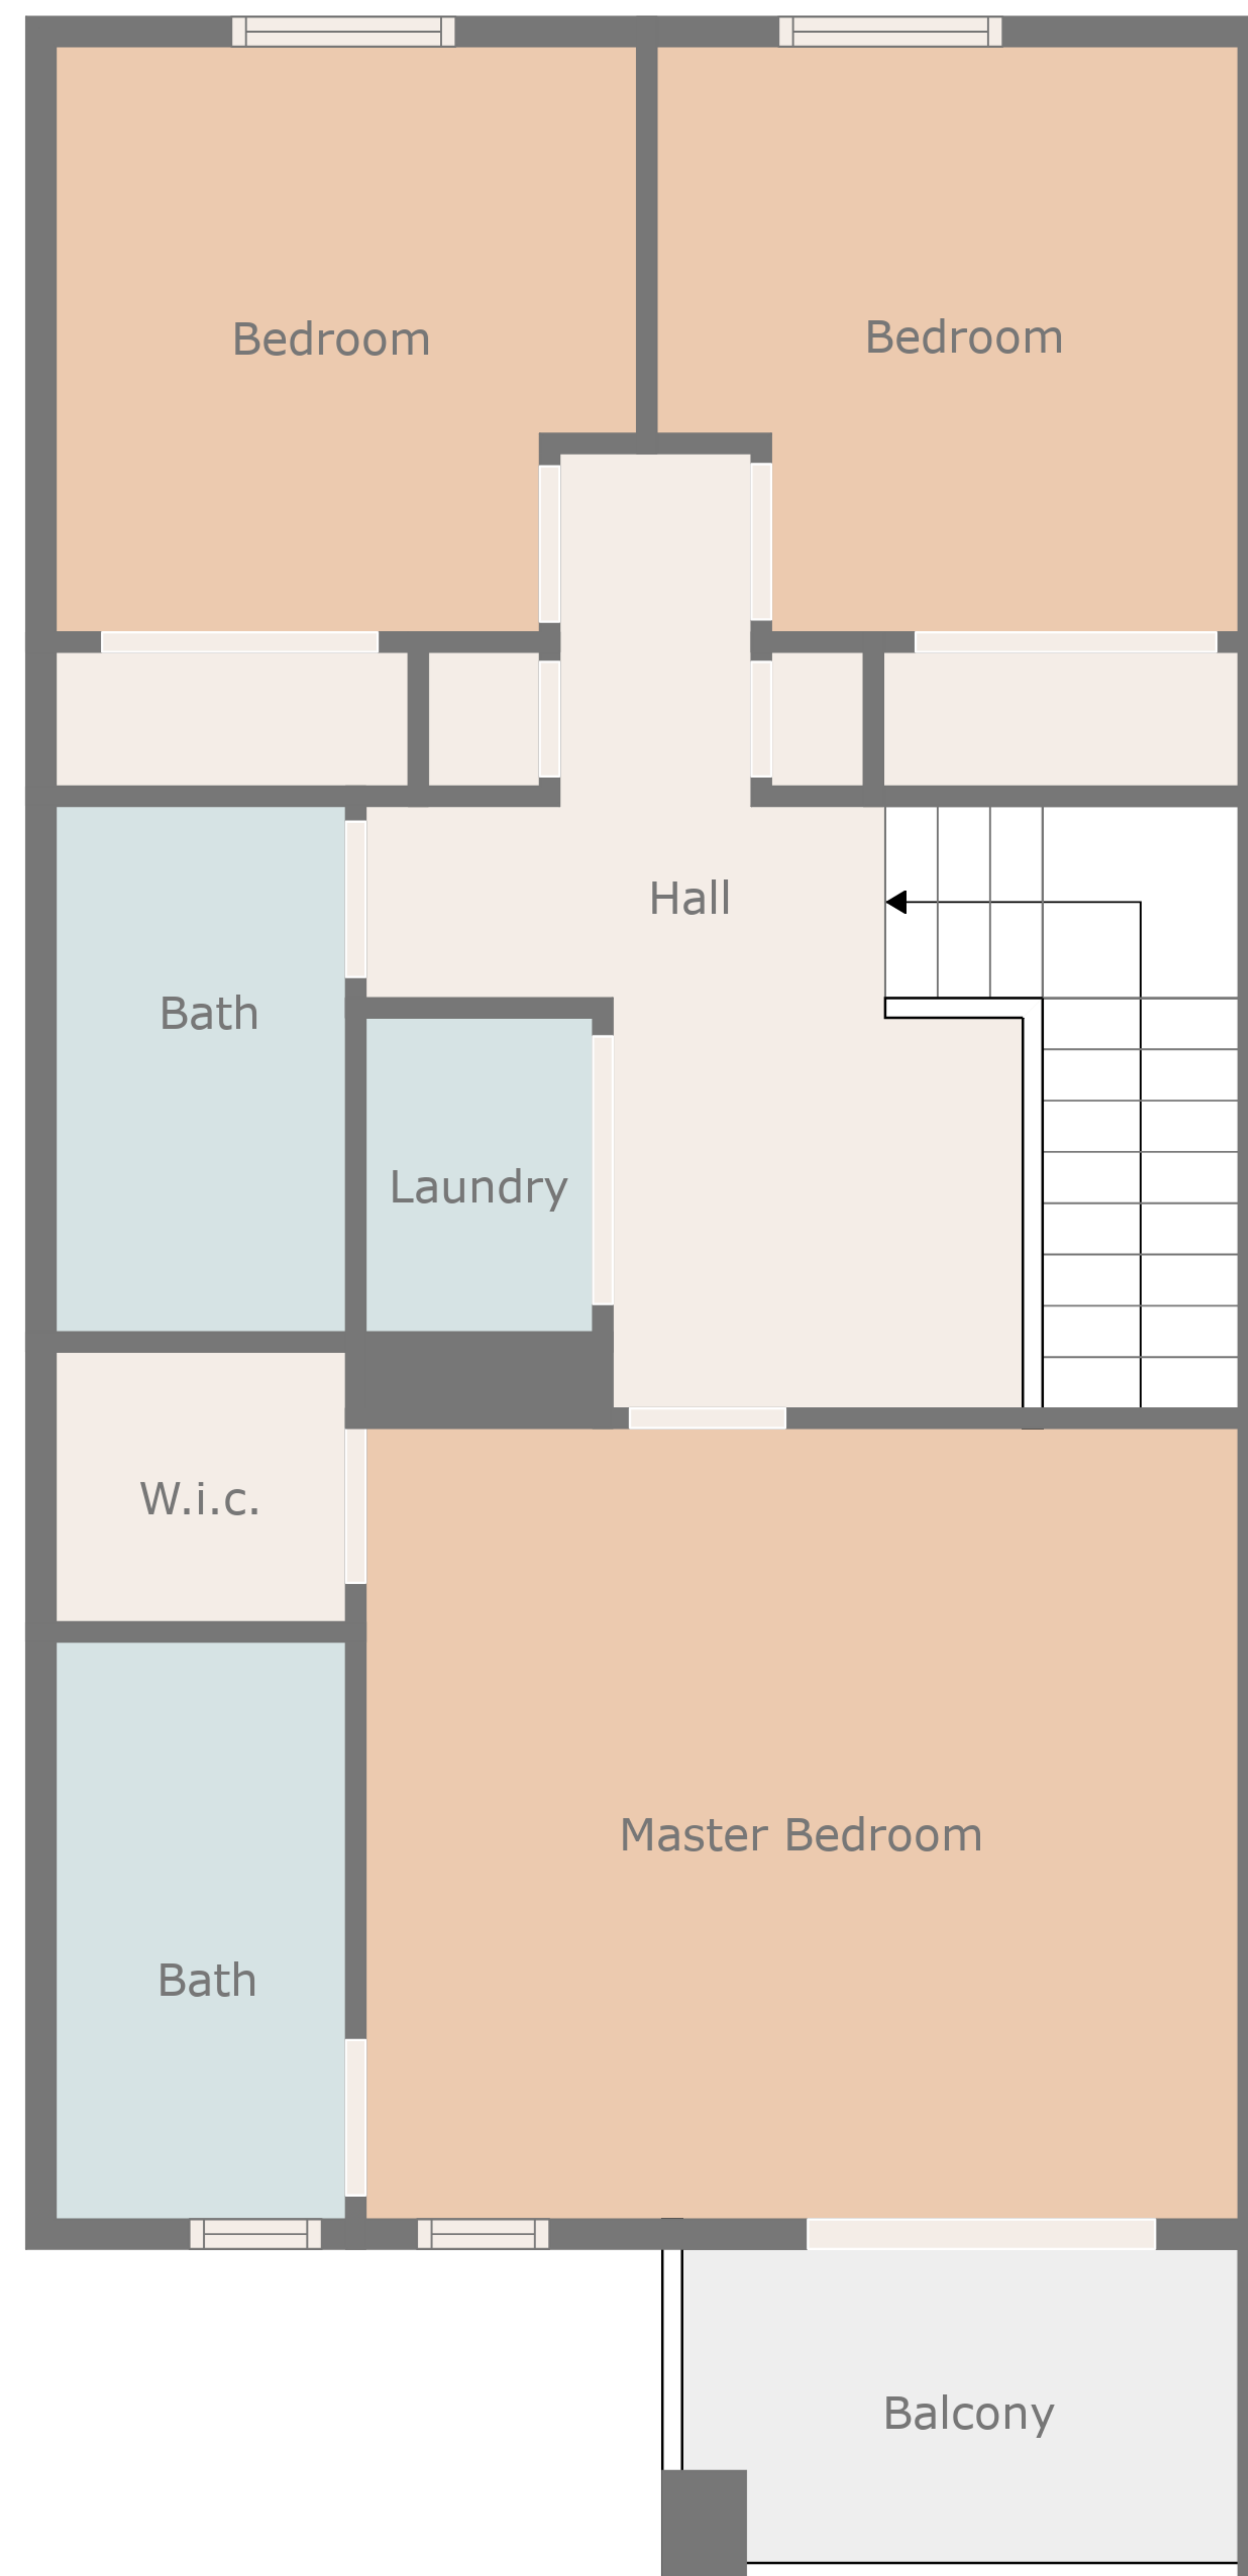 Bedroom
Bedroom
Hall
Bath
Laundry
W.i.c.
Master Bedroom
Bath
Balcony